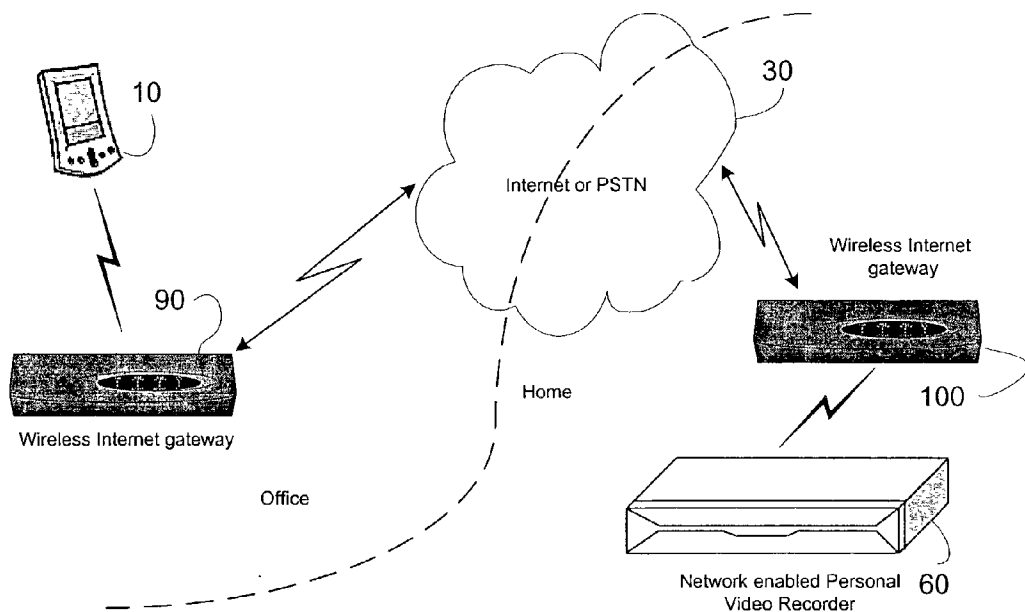 10
30
Internet or PSTN
Wireless Internet
gateway
90
Home
100
Wireless Internet gateway
Office
Network enabled Personal
Video Recorder
60